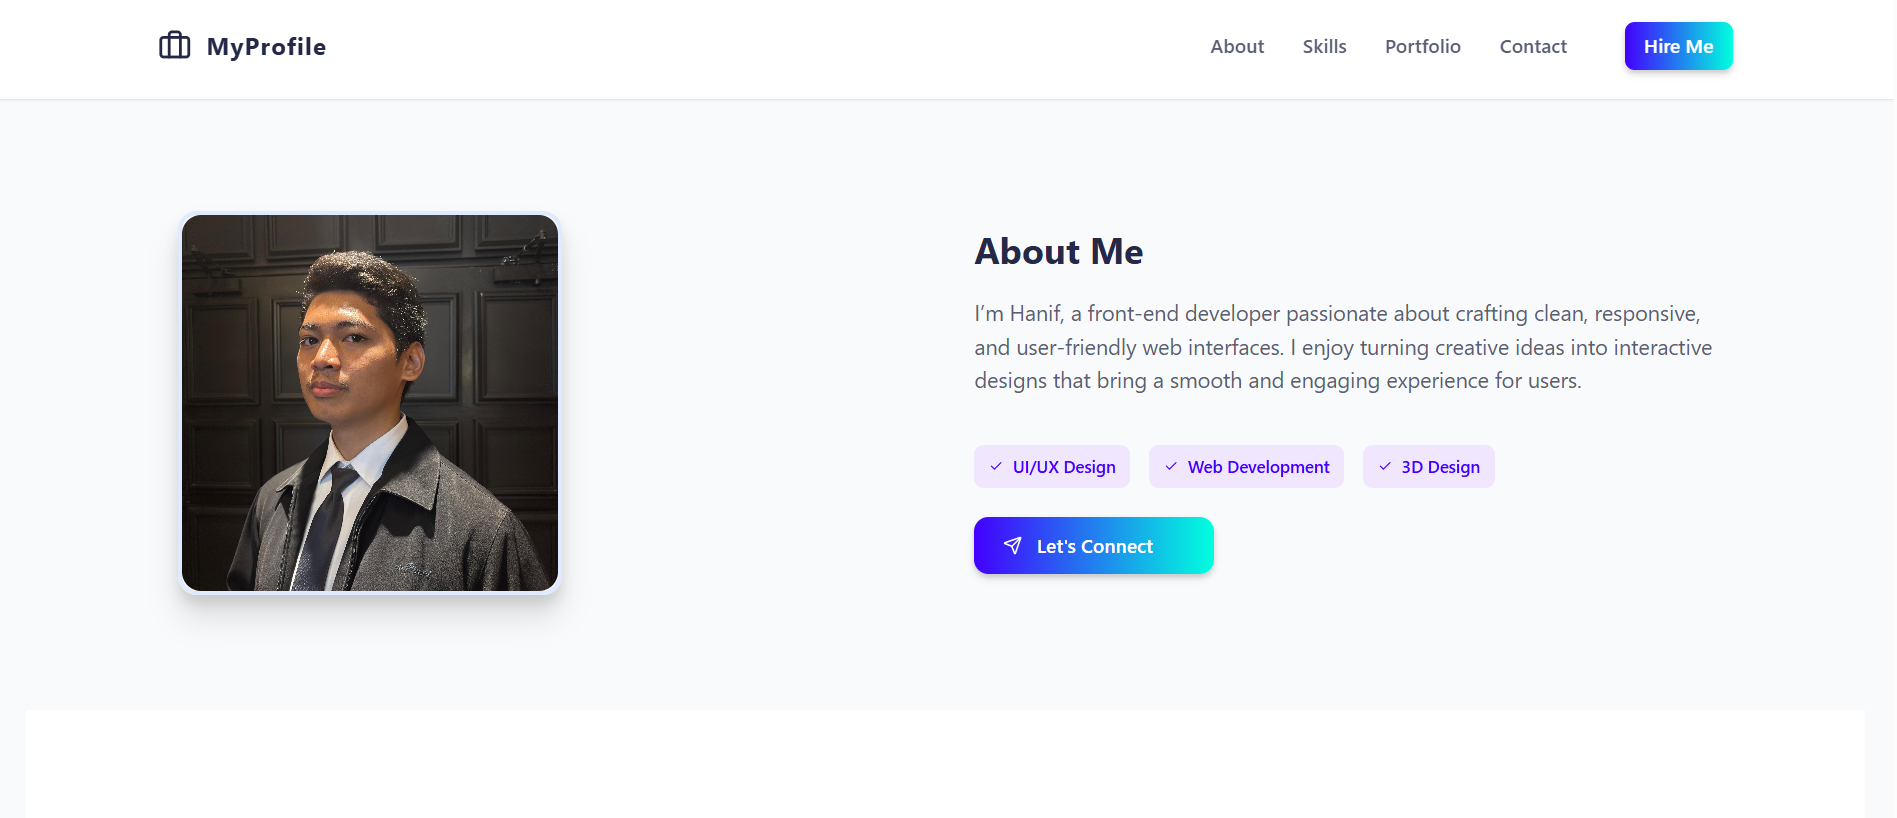 MyProfile
About
Skills
Portfolio
Contact
Hire Me
About Me
I’m Hanif, a front-end developer passionate about crafting clean, responsive,
and user-friendly web interfaces. I enjoy turning creative ideas into interactive
designs that bring a smooth and engaging experience for users.
UI/UX Design
Web Development
3D Design
Let's Connect